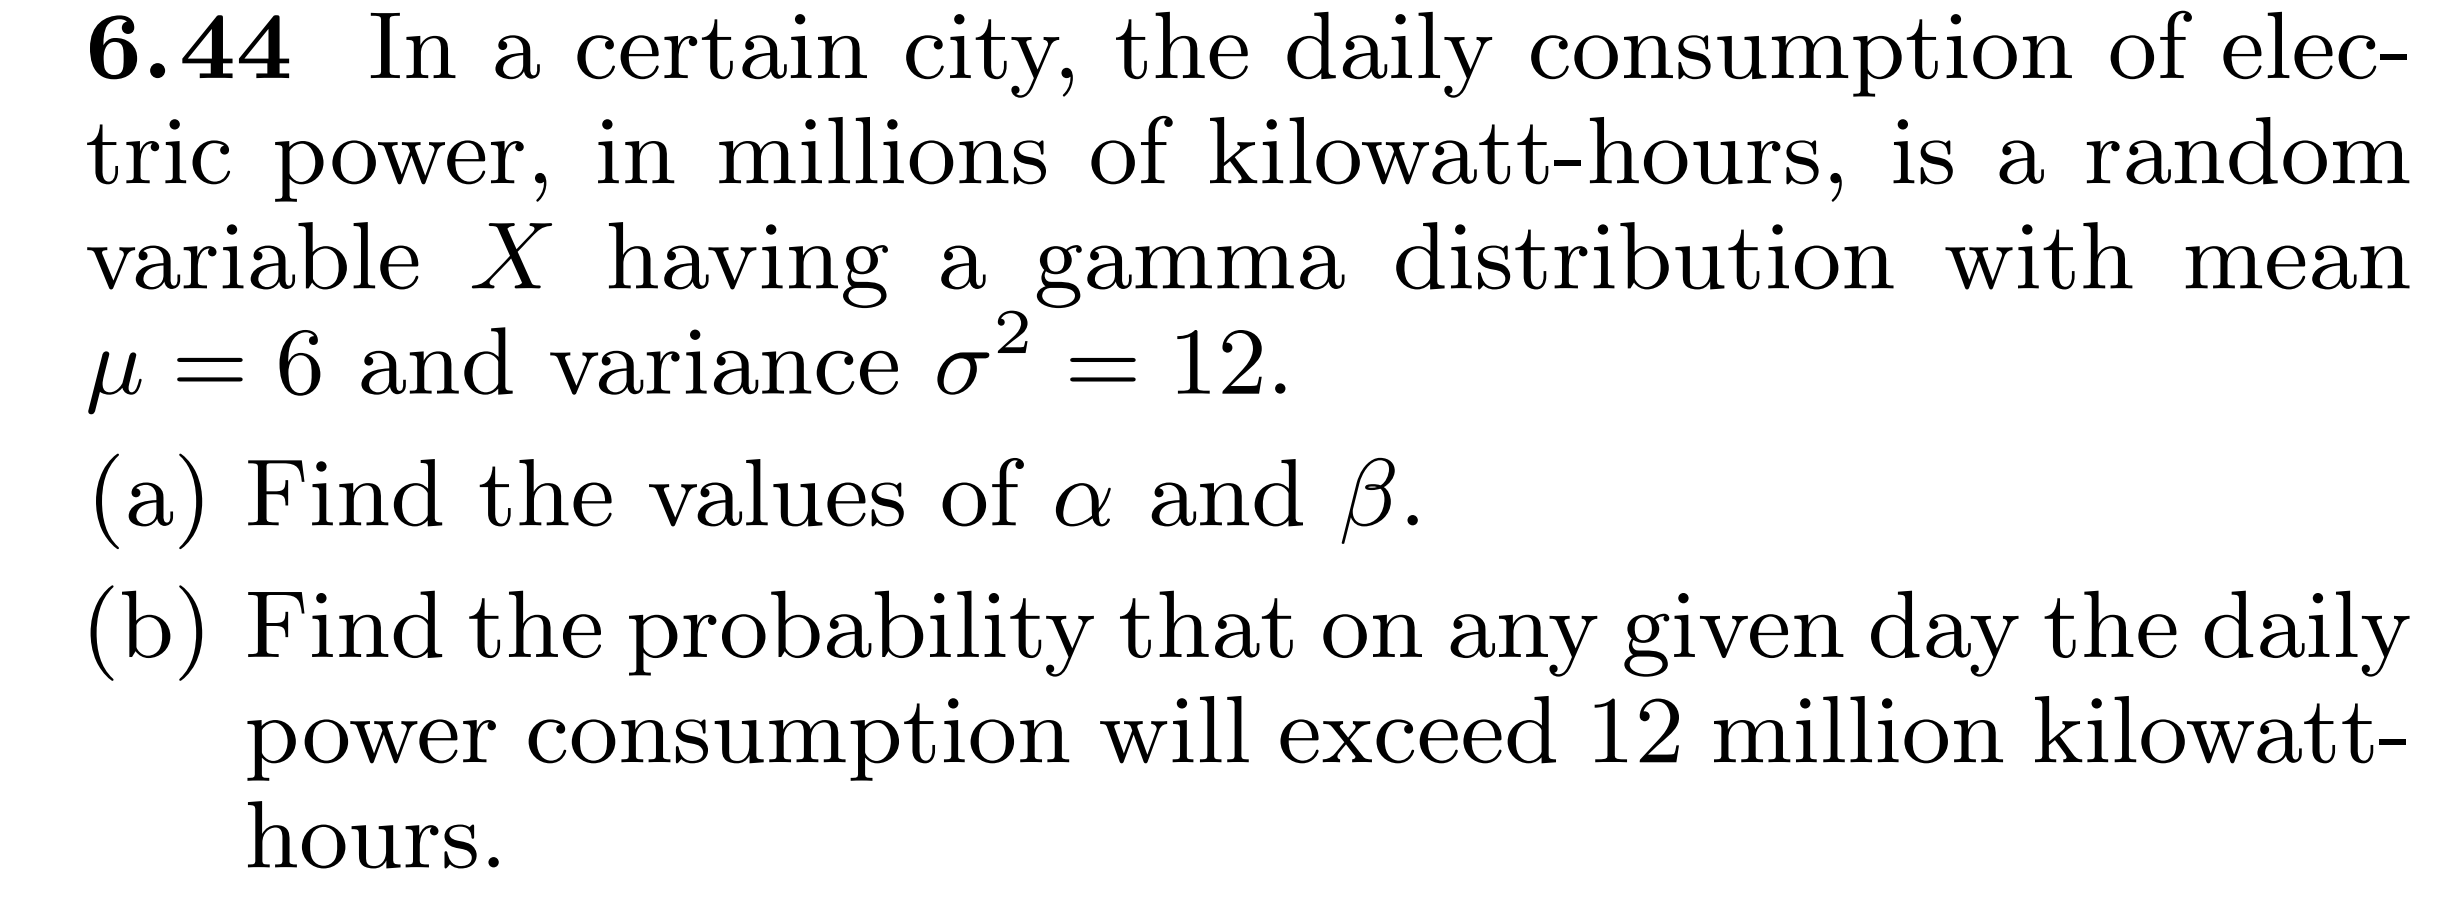 6.44 In a certain city, the daily consumption of elec-
tric power, in millions of kilowatt-hours, is a random
variable X having a gamma distribution with mean
μ = 6 and variance σ² = 12.
(a) Find the values of α and β.
(b) Find the probability that on any given day the daily
power consumption will exceed 12 million kilowatt-
hours.